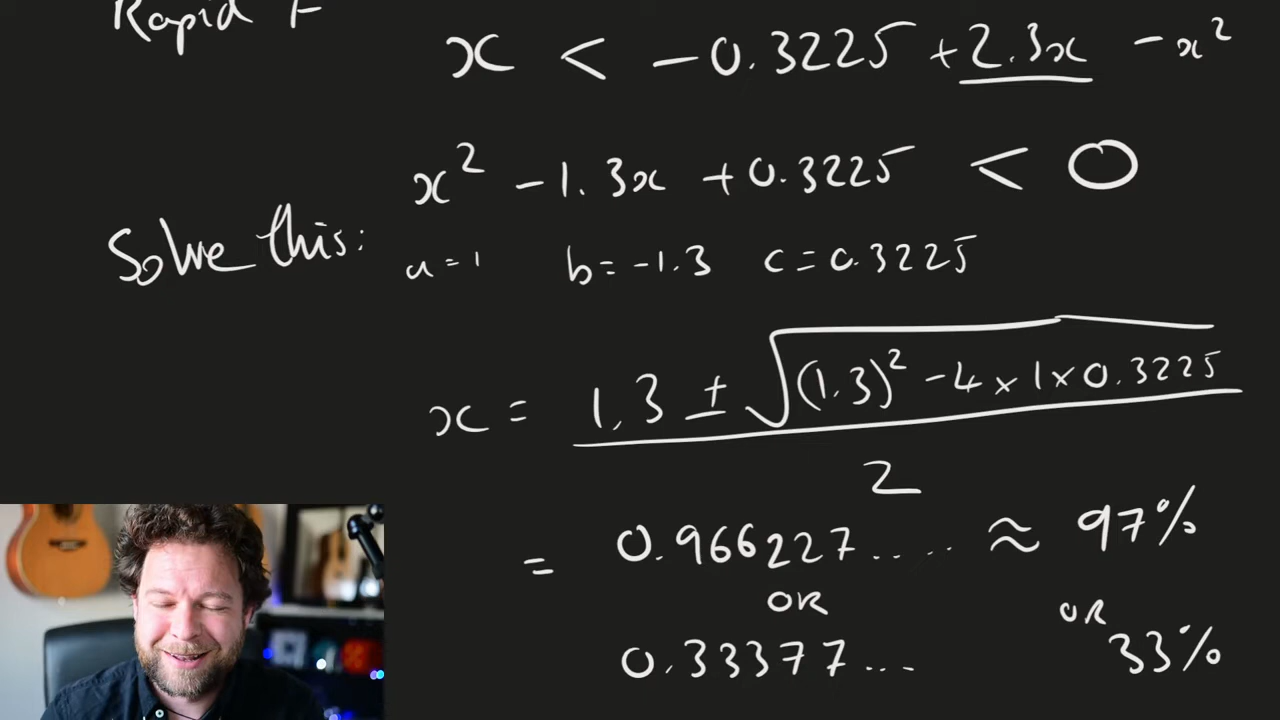 Rapid F
x < -0.3225 + 2.3x - x²
x² - 1.3x + 0.3225 < 0
Solve this:
a = 1 b = -1.3 c = 0.3225
x = 1.3 ± √(1.3)² - 4 × 1 × 0.3225
2
= 0.966227..... ≈ 97%
OR OR
0.33377... 33%